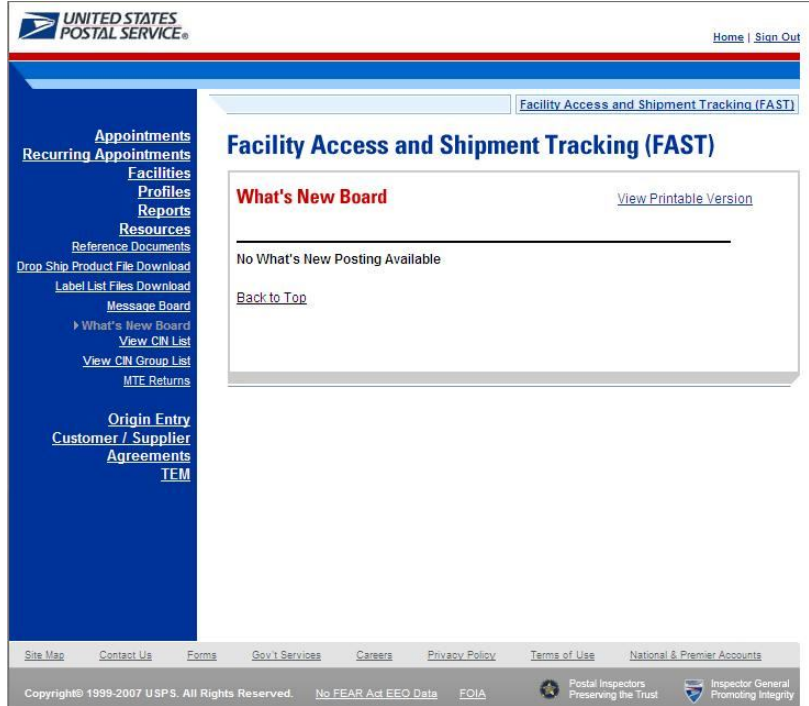 UNITED STATES
POSTAL SERVICE®
Home | Sign Out
Facility Access and Shipment Tracking (FAST)
Appointments
Recurring Appointments
Facilities
Profiles
Reports
Resources
Reference Documents
Drop Ship Product File Download
Label List Files Download
Message Board
What's New Board
View CIN List
View CIN Group List
MTE Returns
Origin Entry
Customer / Supplier
Agreements
TEM
Facility Access and Shipment Tracking (FAST)
What's New Board
View Printable Version
No What's New Posting Available
Back to Top
Site Map Contact Us Forms Gov't Services Careers Privacy Policy Terms of Use National & Premier Accounts
Copyright© 1999-2007 USPS. All Rights Reserved. No FEAR Act EEO Data FOIA
Postal Inspectors
Preserving the Trust
Inspector General
Promoting Integrity